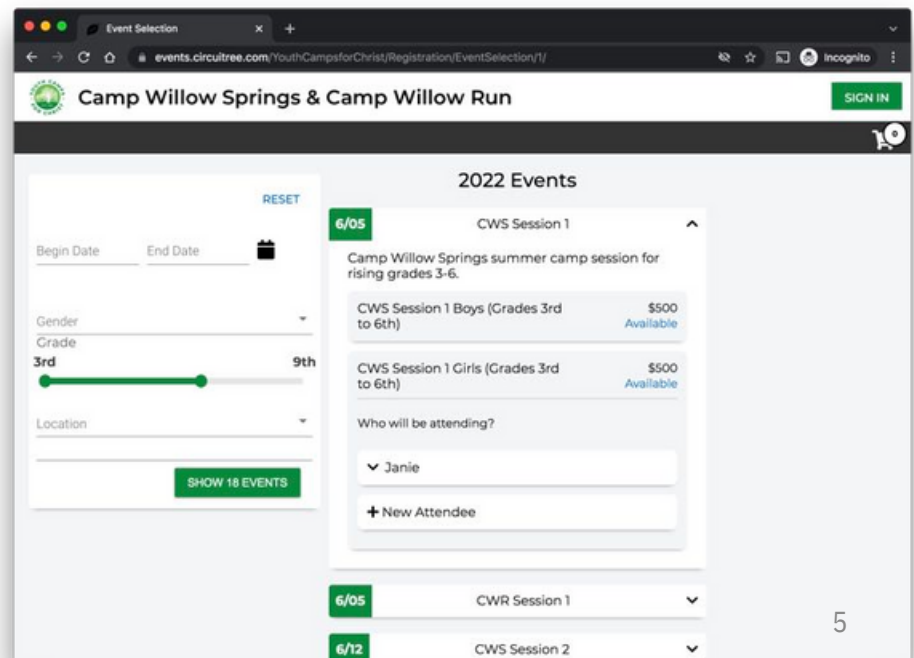 Event Selection
events.circuitree.com/YouthCampsforChrist/Registration/EventSelection/1/
Incognito
Camp Willow Springs & Camp Willow Run
SIGN IN
0
RESET
Begin Date End Date
Gender
Grade
3rd 9th
Location
SHOW 18 EVENTS
2022 Events
6/05 CWS Session 1
Camp Willow Springs summer camp session for
rising grades 3-6.
CWS Session 1 Boys (Grades 3rd $500
to 6th) Available
CWS Session 1 Girls (Grades 3rd $500
to 6th) Available
Who will be attending?
Janie
+ New Attendee
6/05 CWR Session 1
6/12 CWS Session 2
5